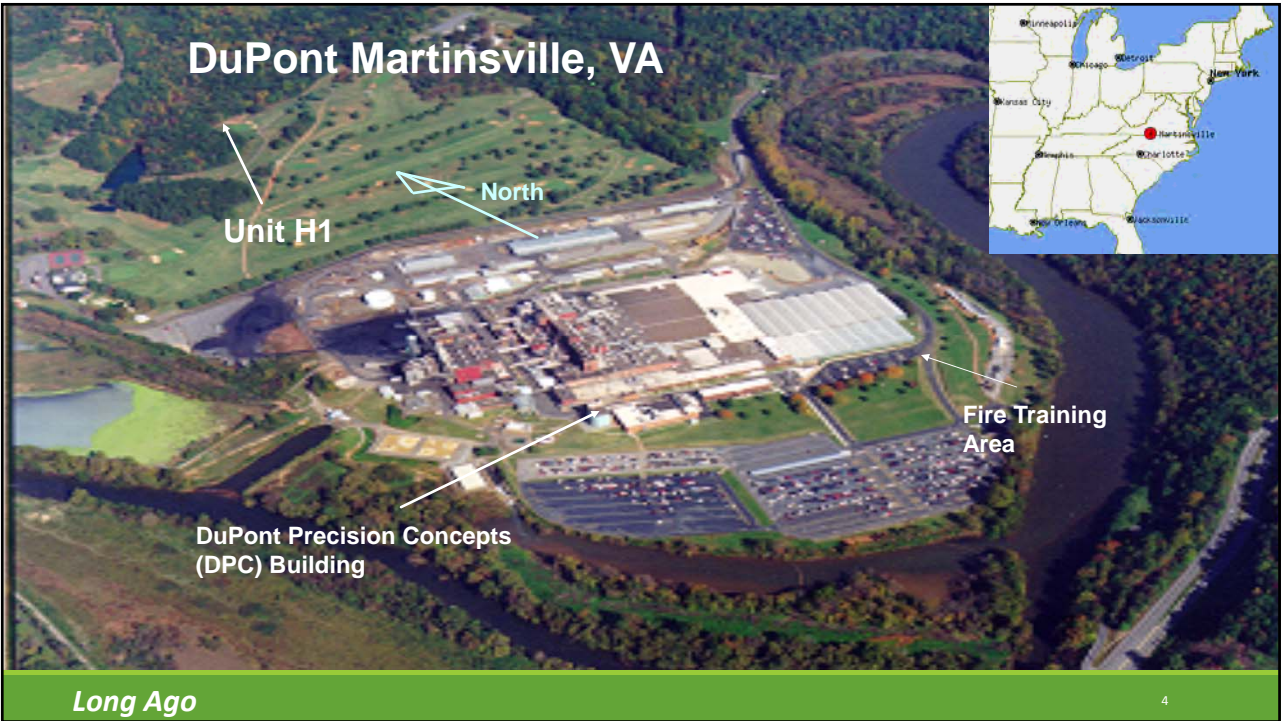 DuPont Martinsville, VA
Minneapolis
Detroit
Chicago
New York
Kansas City
Martinsville
Memphis
Charlotte
New Orleans
Jacksonville
North
Unit H1
Fire Training
Area
DuPont Precision Concepts
(DPC) Building
Long Ago
4